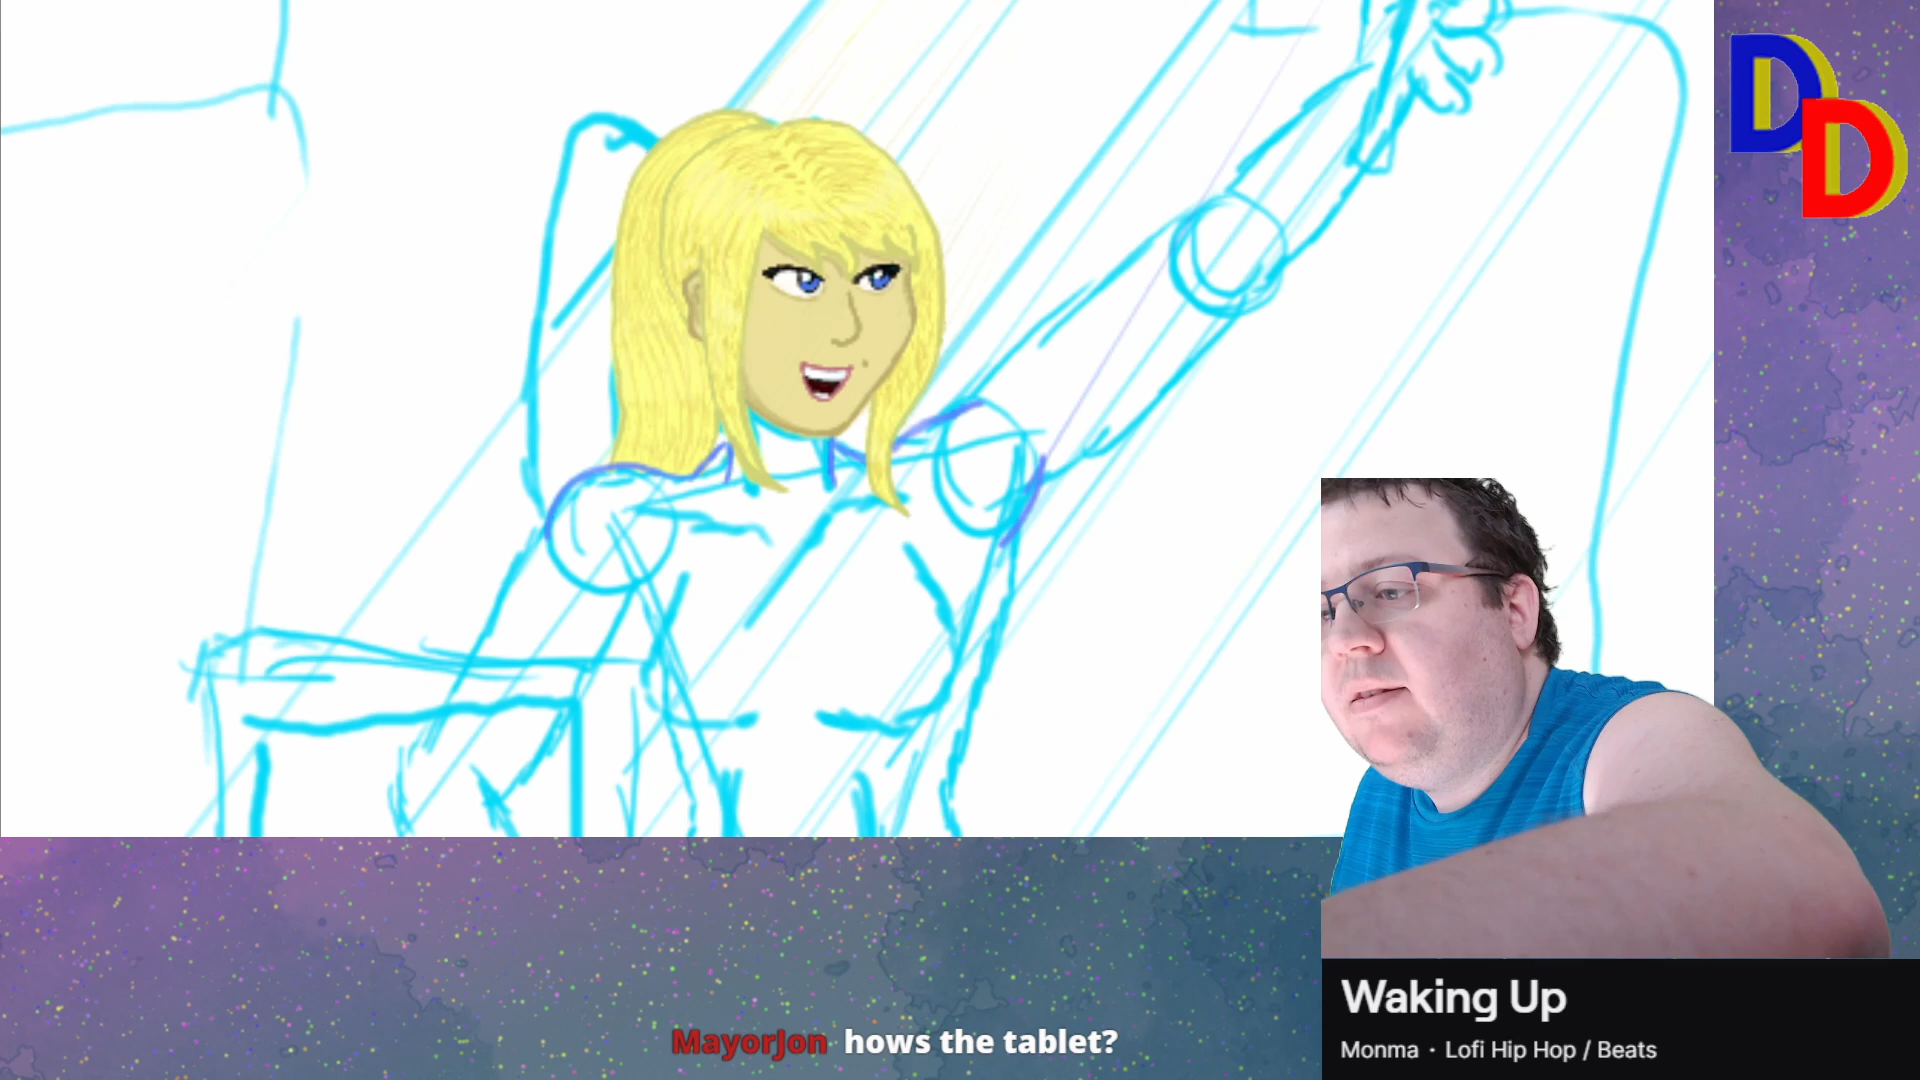 DD
MayorJon hows the tablet?
Waking Up
Monma · Lofi Hip Hop / Beats